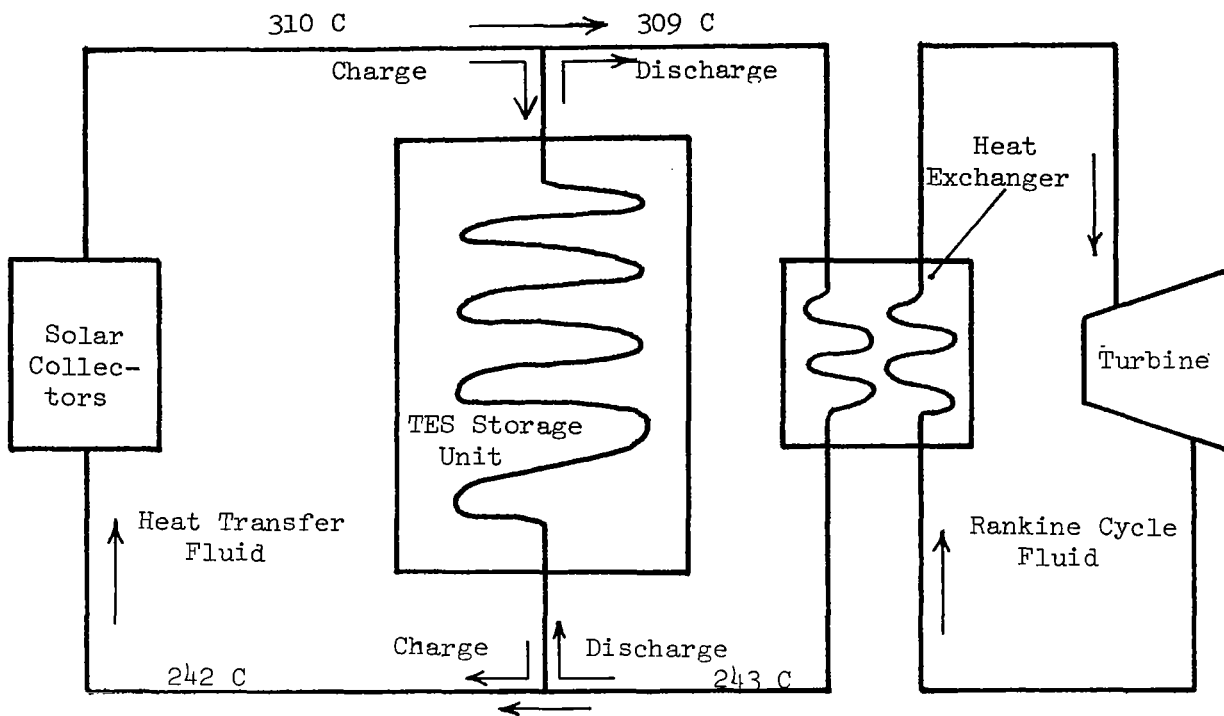 310 C
309 C
Charge
Discharge
Heat
Exchanger
Solar
Collec-
tors
Turbine
TES Storage
Unit
Heat Transfer
Fluid
Rankine Cycle
Fluid
Charge
Discharge
242 C
243 C